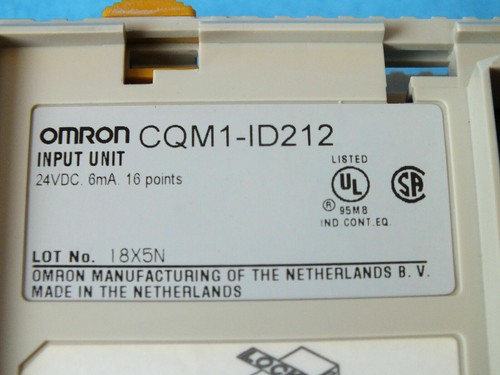 OMRON CQM1-ID212
INPUT UNIT
24VDC. 6mA. 16 points
LISTED
UL
SA
® 95M8
IND.CONT.EQ.
LOT No. 18X5N
OMRON MANUFACTURING OF THE NETHERLANDS B. V.
MADE IN THE NETHERLANDS
LOCK